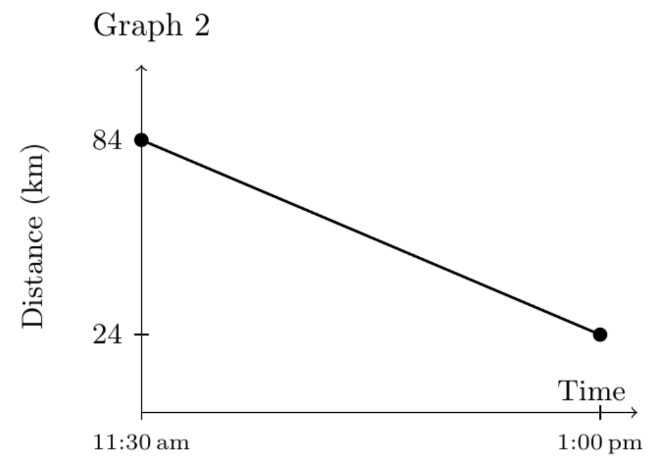 Graph 2
84
Distance (km)
24
Time
11:30 am
1:00 pm